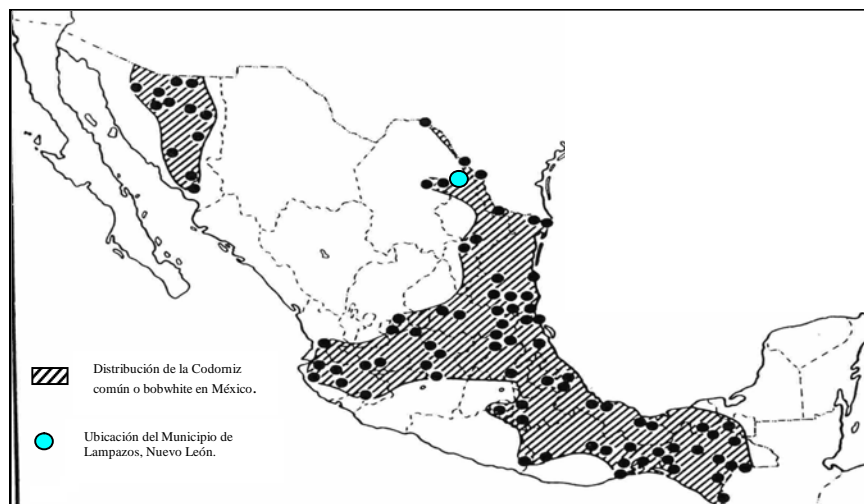 Distribución de la Codorniz
común o bobwhite en México.
Ubicación del Municipio de
Lampazos, Nuevo León.